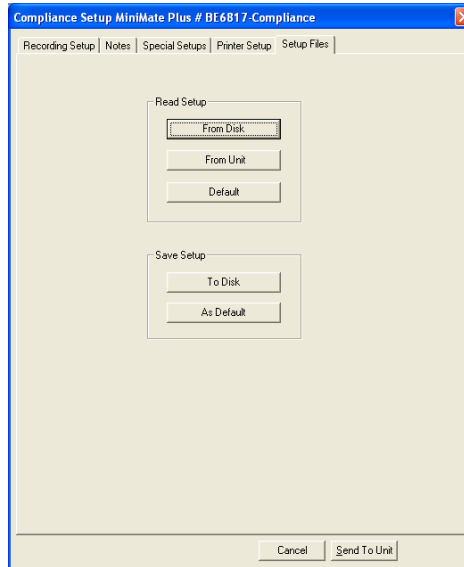 Compliance Setup MiniMate Plus # BE6817-Compliance
Recording Setup Notes Special Setups Printer Setup Setup Files
Read Setup
From Disk
From Unit
Default
Save Setup
To Disk
As Default
Cancel Send To Unit